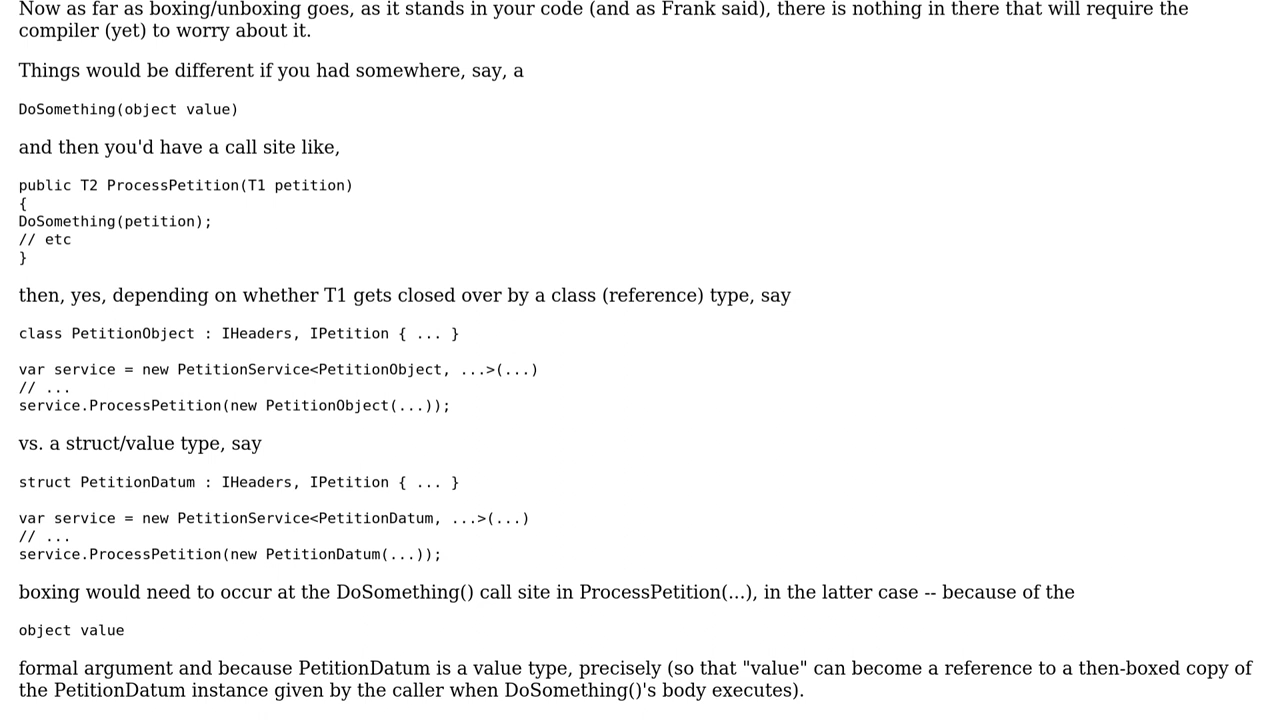 Now as far as boxing/unboxing goes, as it stands in your code (and as Frank said), there is nothing in there that will require the
compiler (yet) to worry about it.
Things would be different if you had somewhere, say, a
DoSomething(object value)
and then you'd have a call site like,
public T2 ProcessPetition(T1 petition)
{
DoSomething(petition);
// etc
}
then, yes, depending on whether T1 gets closed over by a class (reference) type, say
class PetitionObject : IHeaders, IPetition { ... }
var service = new PetitionService<PetitionObject, ...>(...)
// ...
service.ProcessPetition(new PetitionObject(...));
vs. a struct/value type, say
struct PetitionDatum : IHeaders, IPetition { ... }
var service = new PetitionService<PetitionDatum, ...>(...)
// ...
service.ProcessPetition(new PetitionDatum(...));
boxing would need to occur at the DoSomething() call site in ProcessPetition(...), in the latter case -- because of the
object value
formal argument and because PetitionDatum is a value type, precisely (so that "value" can become a reference to a then-boxed copy of
the PetitionDatum instance given by the caller when DoSomething()'s body executes).